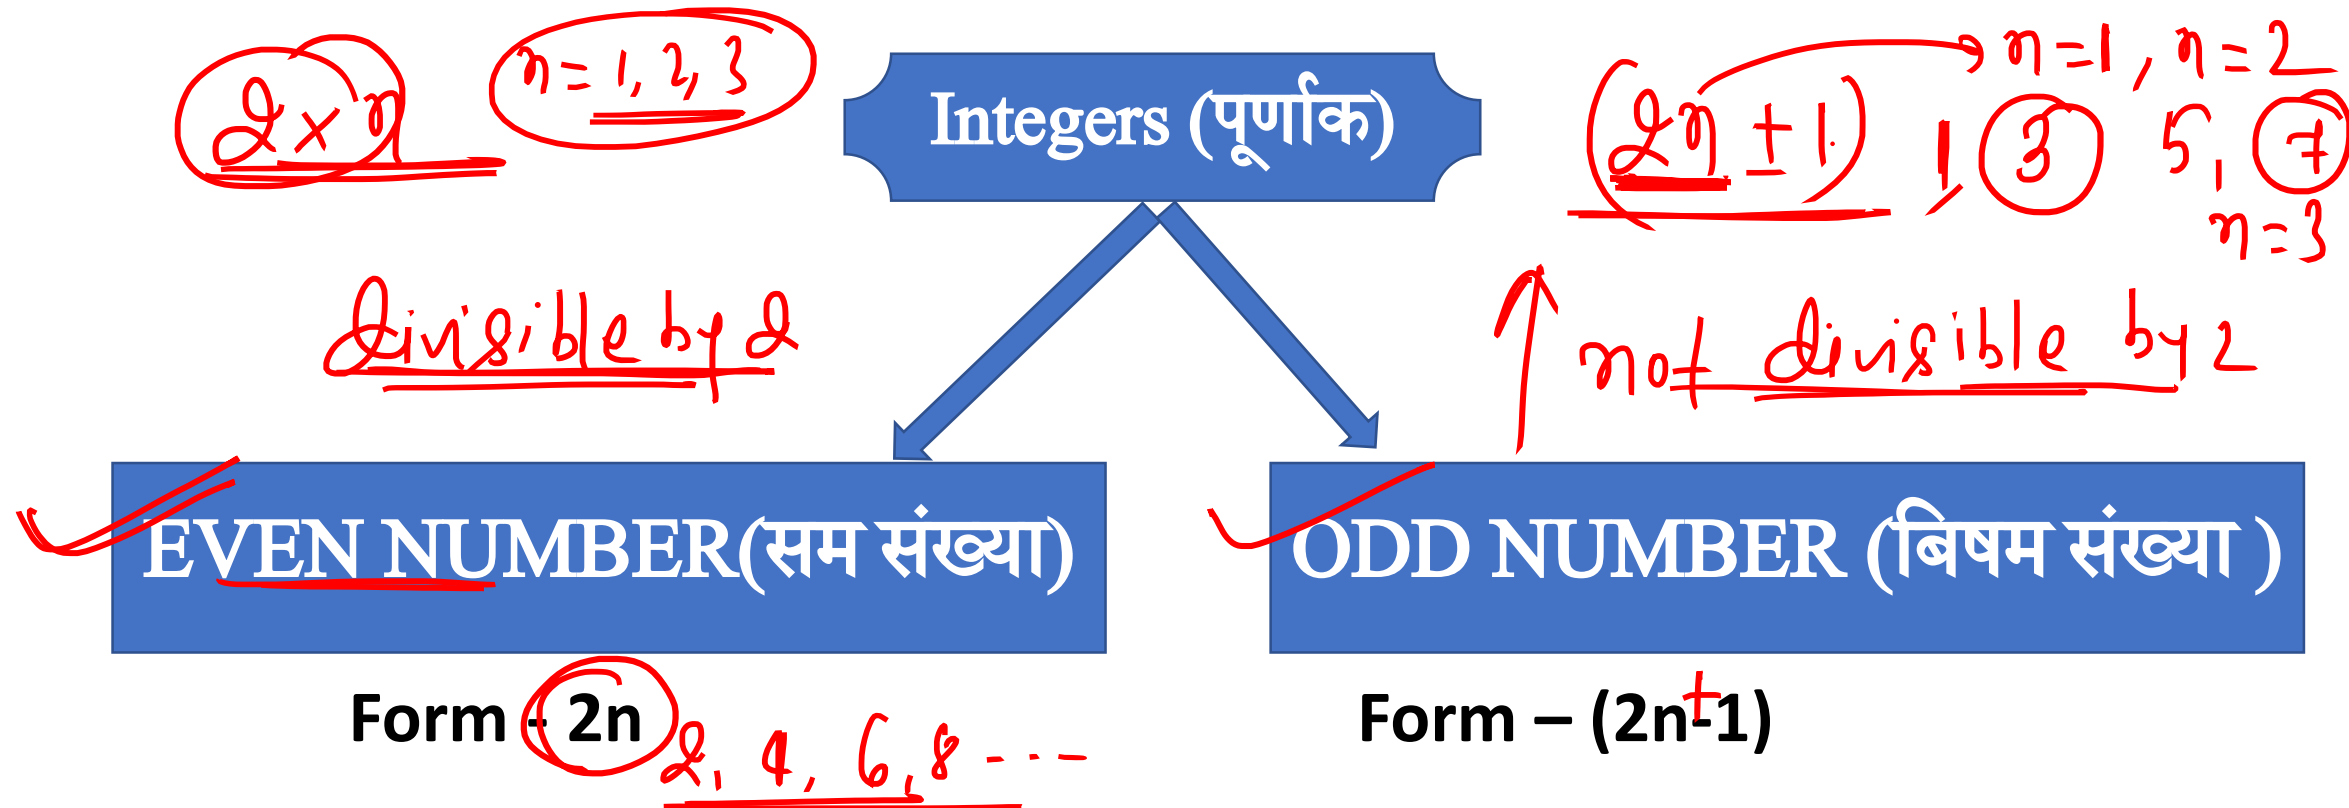 2 × n
n = 1, 2, 3
Integers (पूर्णांक)
(2n ± 1)
n=1, n=2
1, 3 5, 7
n=3
divisible by 2
not divisible by 2
EVEN NUMBER(सम संख्या)
ODD NUMBER (बिषम संख्या )
Form - 2n
2, 4, 6, 8 ----
Form – (2n±1)